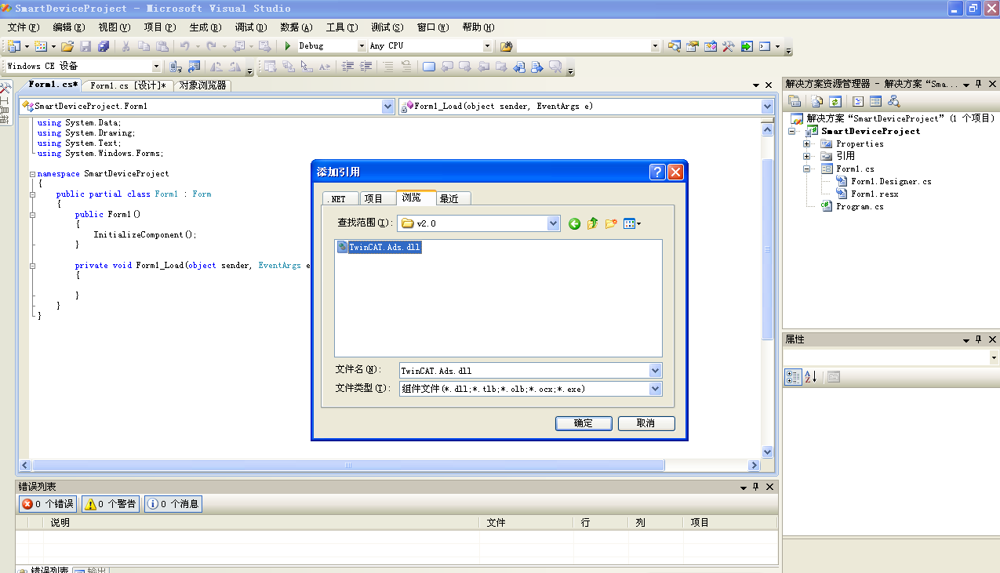 SmartDeviceProject - Microsoft Visual Studio
文件(F) 编辑(E) 视图(V) 项目(P) 生成(B) 调试(D) 数据(A) 工具(T) 测试(S) 窗口(W) 帮助(H)
Debug Any CPU
Windows CE 设备
Form1.cs* Form1.cs [设计]* 对象浏览器
SmartDeviceProject.Form1 Form1_Load(object sender, EventArgs e)
using System.Data;
using System.Drawing;
using System.Text;
using System.Windows.Forms;
namespace SmartDeviceProject
{
public partial class Form1 : Form
{
public Form1()
{
InitializeComponent();
}
private void Form1_Load(object sender, EventArgs e
{
}
}
}
添加引用
.NET 项目 浏览 最近
查找范围(I): v2.0
TwinCAT.Ads.dll
文件名(N): TwinCAT.Ads.dll
文件类型(T): 组件文件(*.dll;*.tlb;*.olb;*.ocx;*.exe)
确定 取消
解决方案资源管理器 - 解决方案 “Sma...
解决方案“SmartDeviceProject”(1 个项目)
SmartDeviceProject
Properties
引用
Form1.cs
Form1.Designer.cs
Form1.resx
Program.cs
属性
错误列表
0 个错误 0 个警告 0 个消息
说明 文件 行 列 项目
错误列表 输出